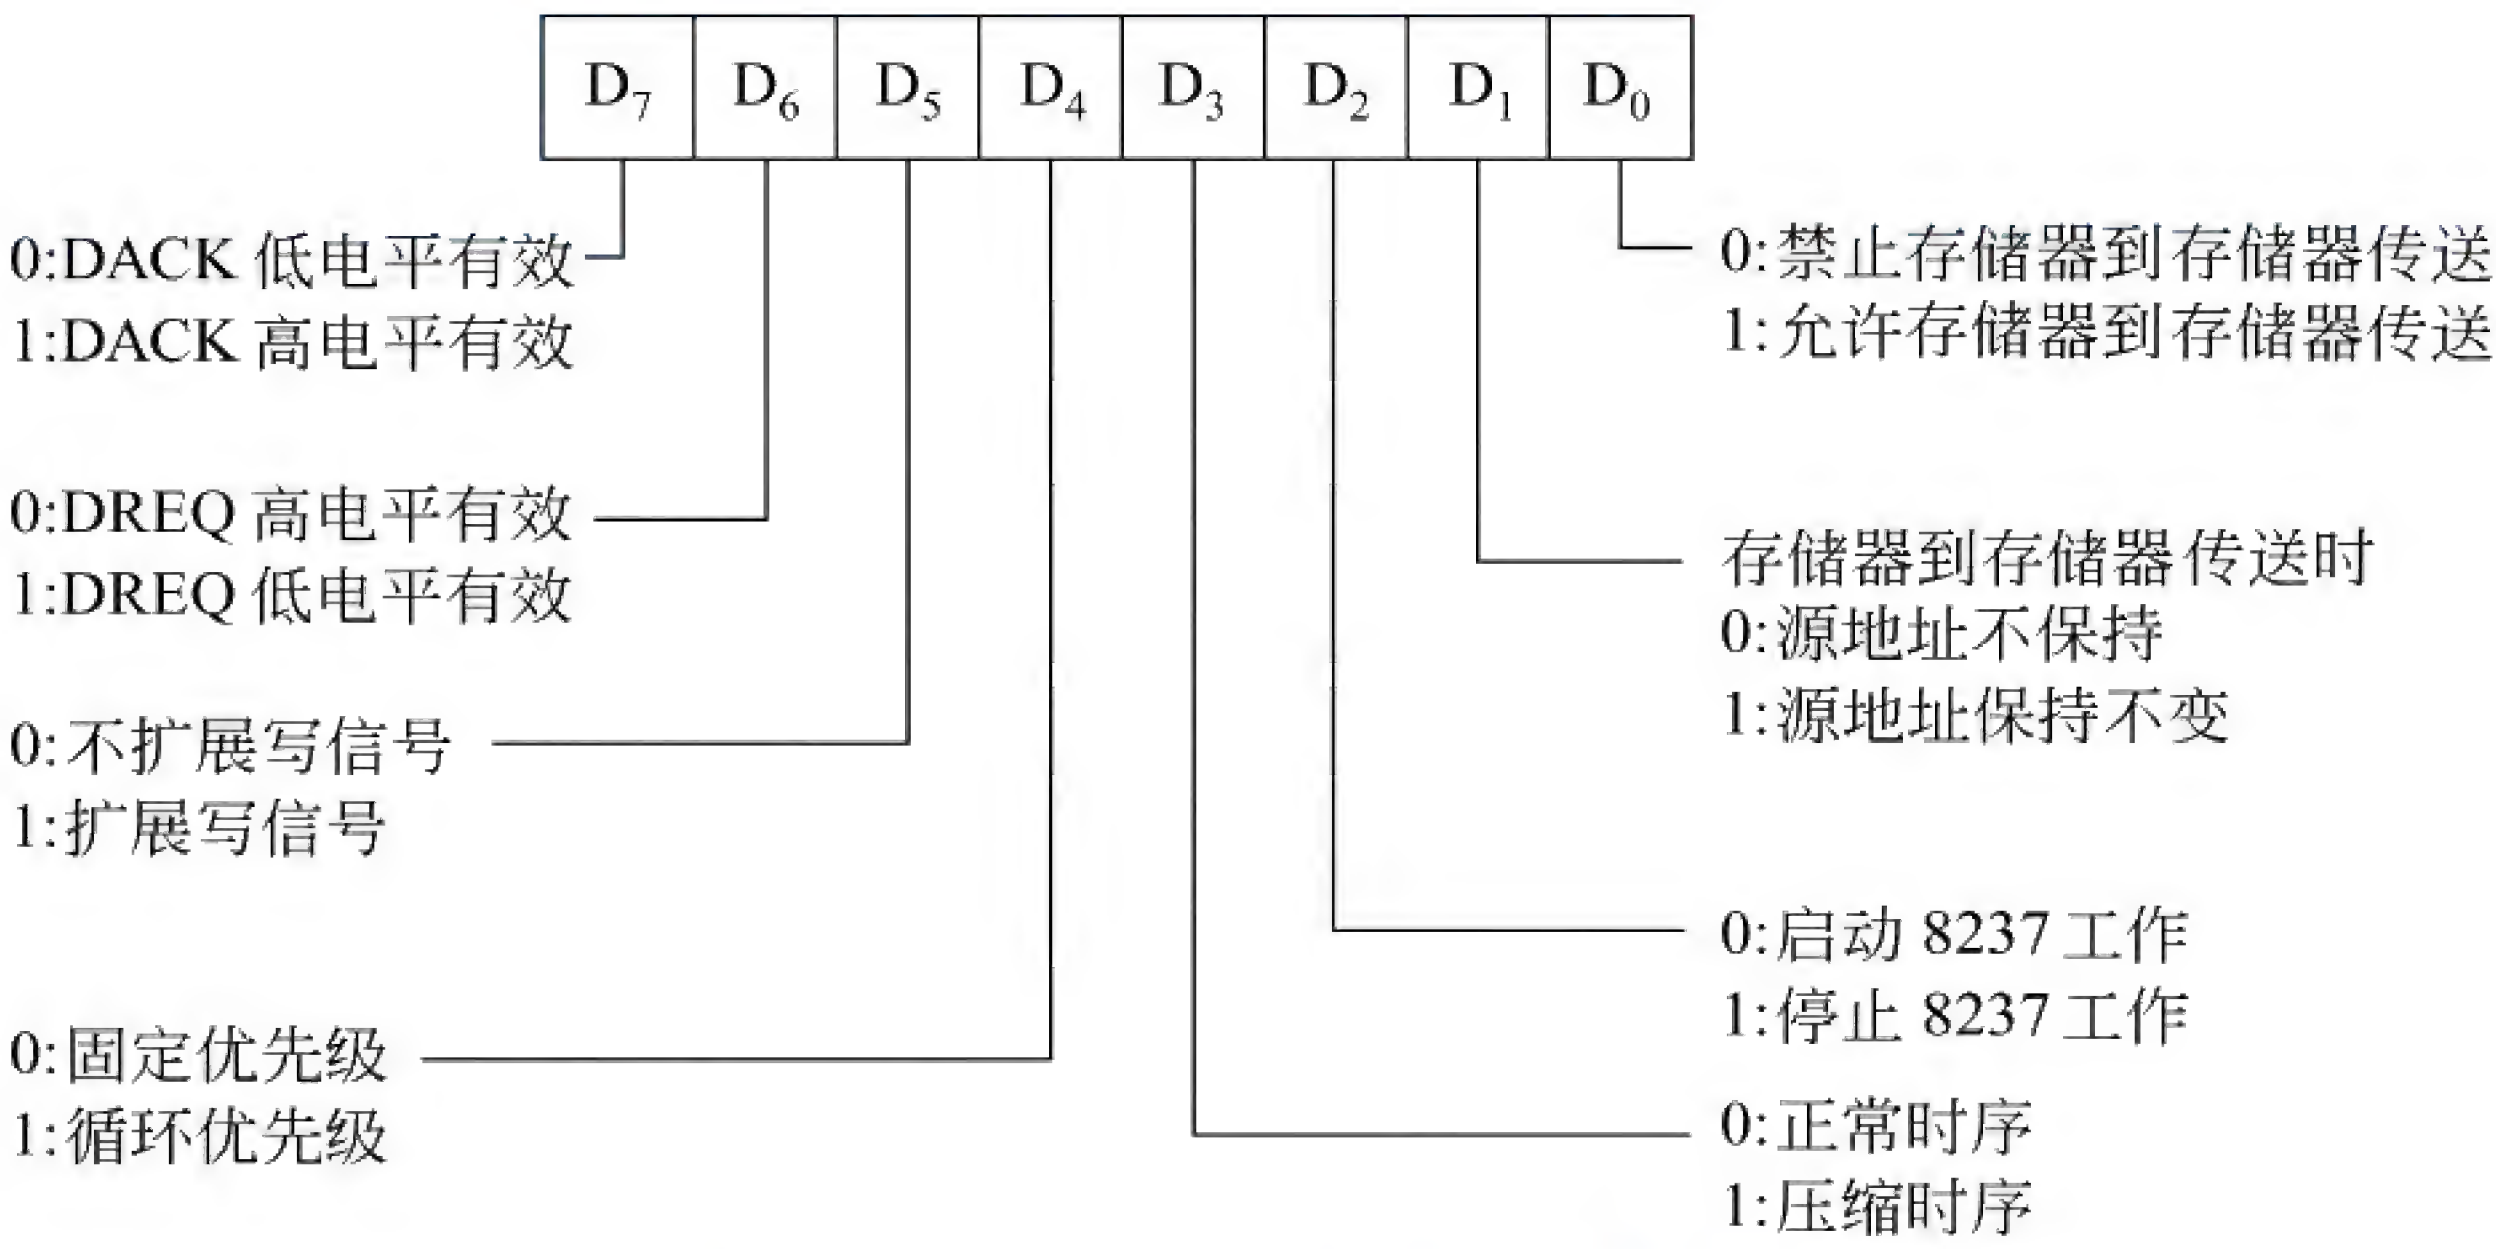 D7 D6 D5 D4 D3 D2 D1 D0
0:DACK 低电平有效
1:DACK 高电平有效
0:DREQ 高电平有效
1:DREQ 低电平有效
0:不扩展写信号
1:扩展写信号
0:固定优先级
1:循环优先级
0:禁止存储器到存储器传送
1:允许存储器到存储器传送
存储器到存储器传送时
0:源地址不保持
1:源地址保持不变
0:启动 8237 工作
1:停止 8237 工作
0:正常时序
1:压缩时序